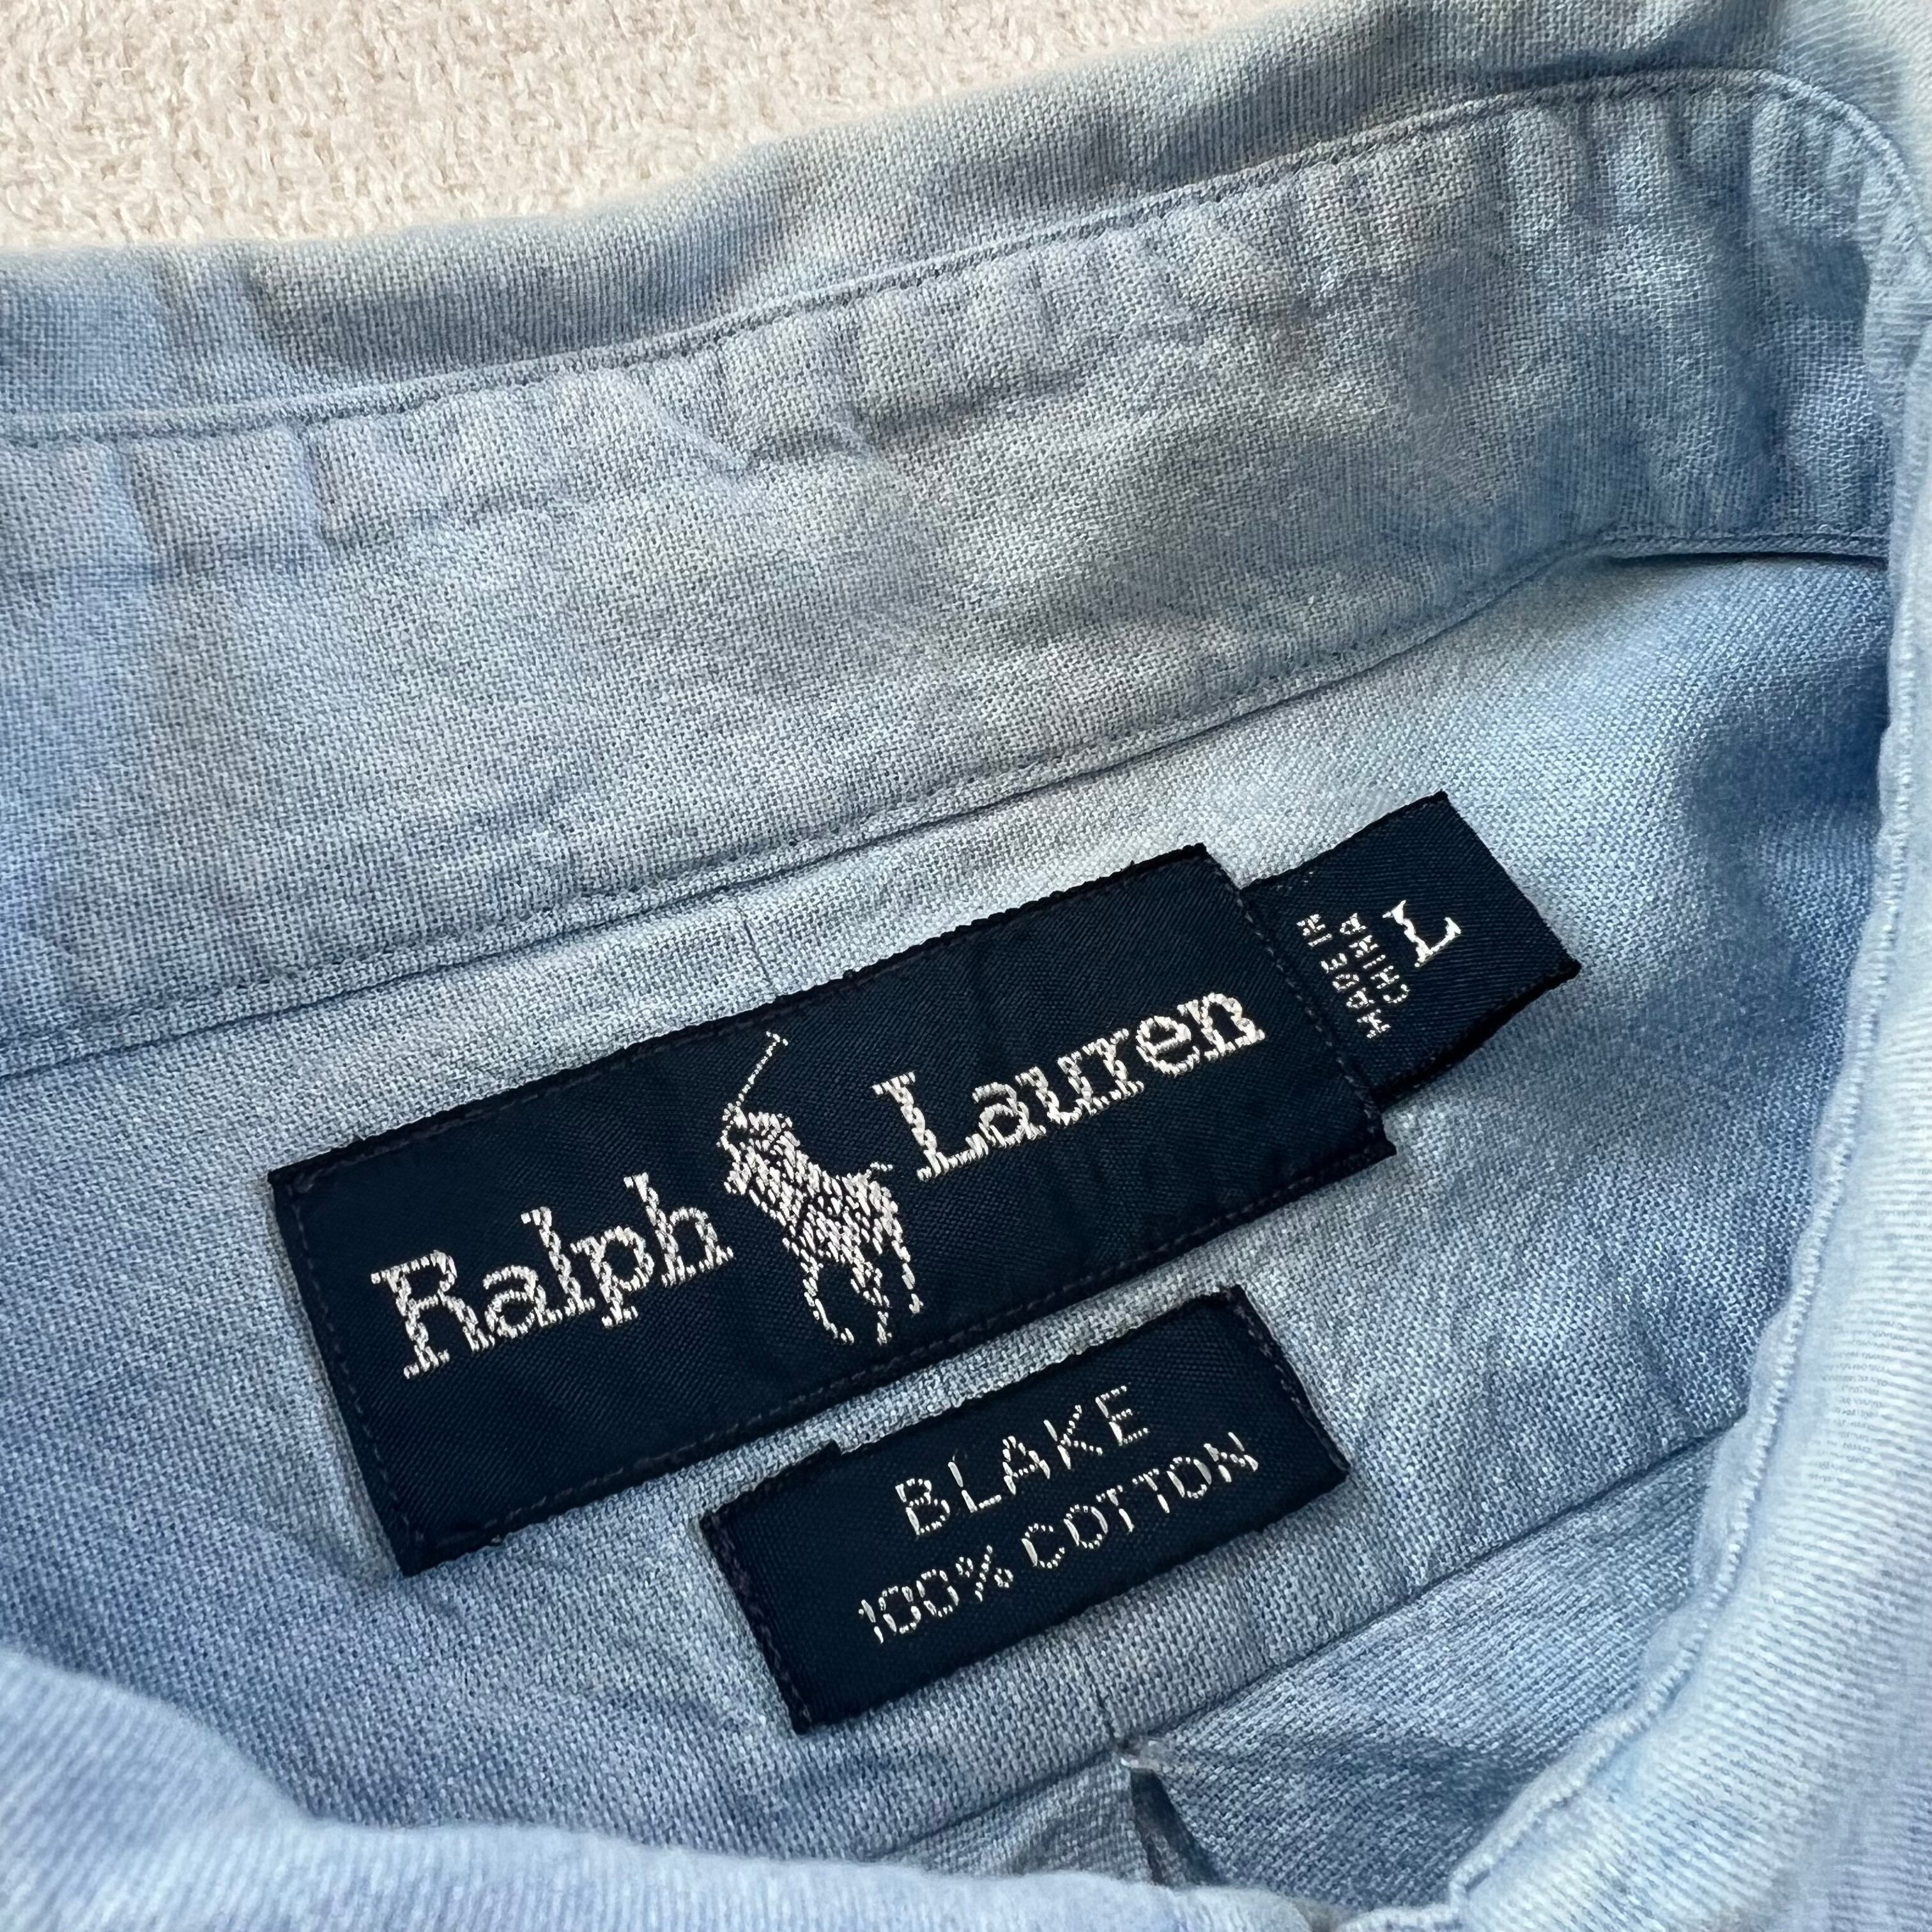 Ralph Lauren
L
MADE IN
CHINA
BLAKE
100% COTTON